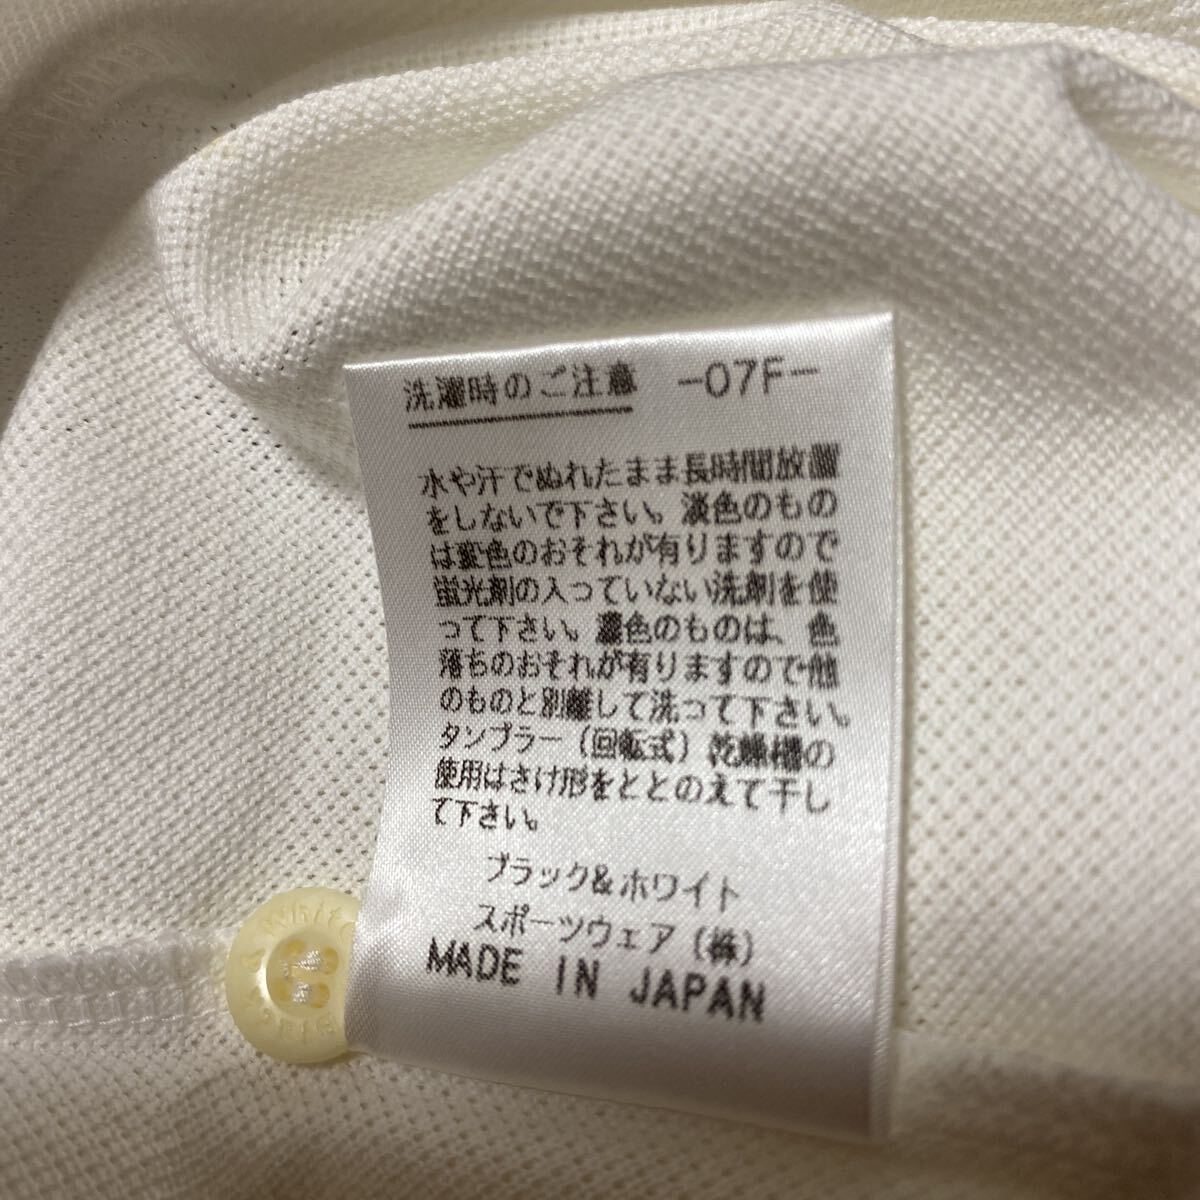 洗濯時のご注意 -07F-
水や汗でぬれたまま長時間放置
をしないで下さい。淡色のもの
は変色のおそれが有りますので
蛍光剤の入っていない洗剤を使
って下さい。濃色のものは、色
落ちのおそれが有りますので他
のものと別離して洗って下さい。
タンブラー(回転式)乾燥機の
使用はさけ形をととのえて干し
て下さい。
ブラック&ホワイト
スポーツウェア(株)
MADE IN JAPAN
White